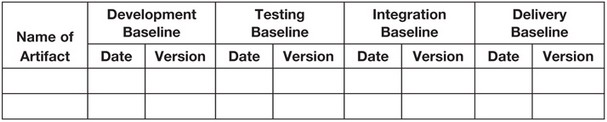 Name of
Artifact
Development
Baseline
Testing
Baseline
Integration
Baseline
Delivery
Baseline
Date Version Date Version Date Version Date Version